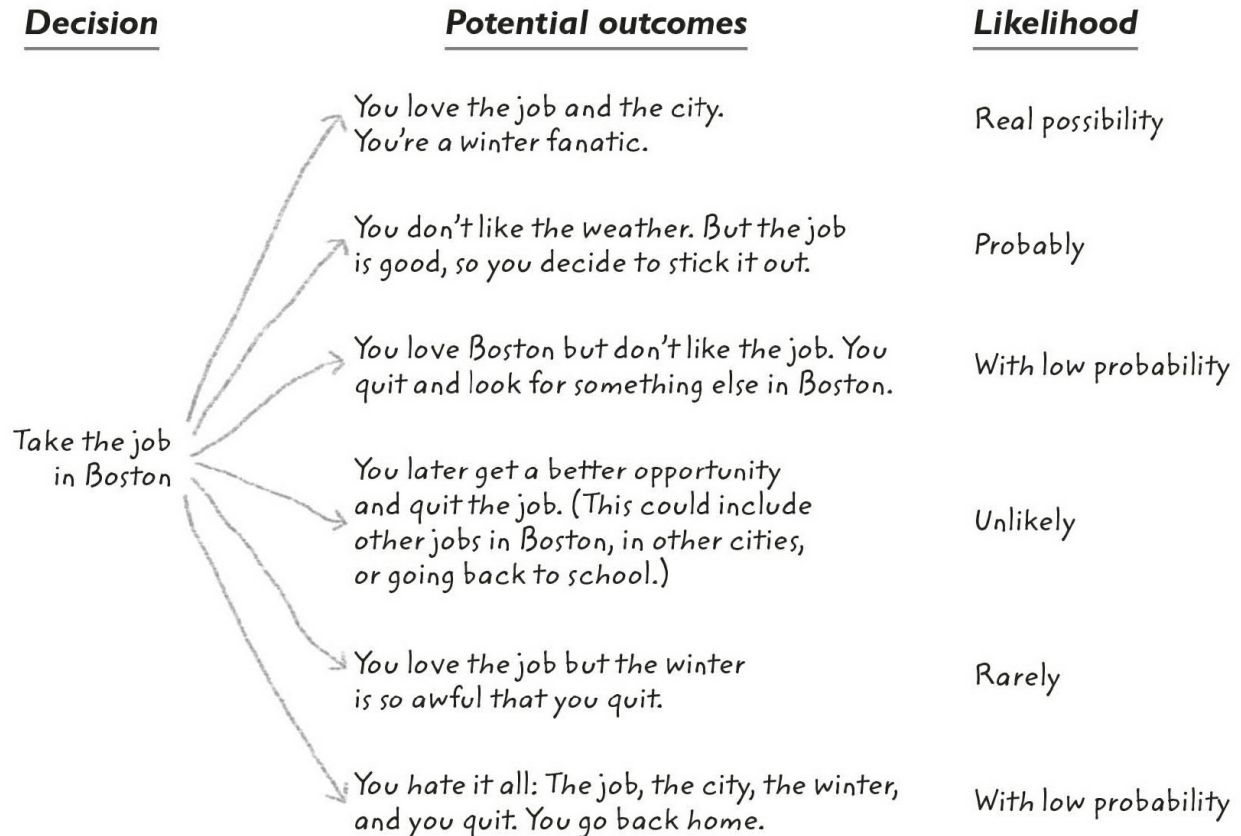 Decision Potential outcomes Likelihood
You love the job and the city.
You're a winter fanatic.
Real possibility
You don't like the weather. But the job
is good, so you decide to stick it out.
Probably
You love Boston but don't like the job. You
quit and look for something else in Boston.
With low probability
Take the job
in Boston
You later get a better opportunity
and quit the job. (This could include
other jobs in Boston, in other cities,
or going back to school.)
Unlikely
You love the job but the winter
is so awful that you quit.
Rarely
You hate it all: The job, the city, the winter,
and you quit. You go back home.
With low probability